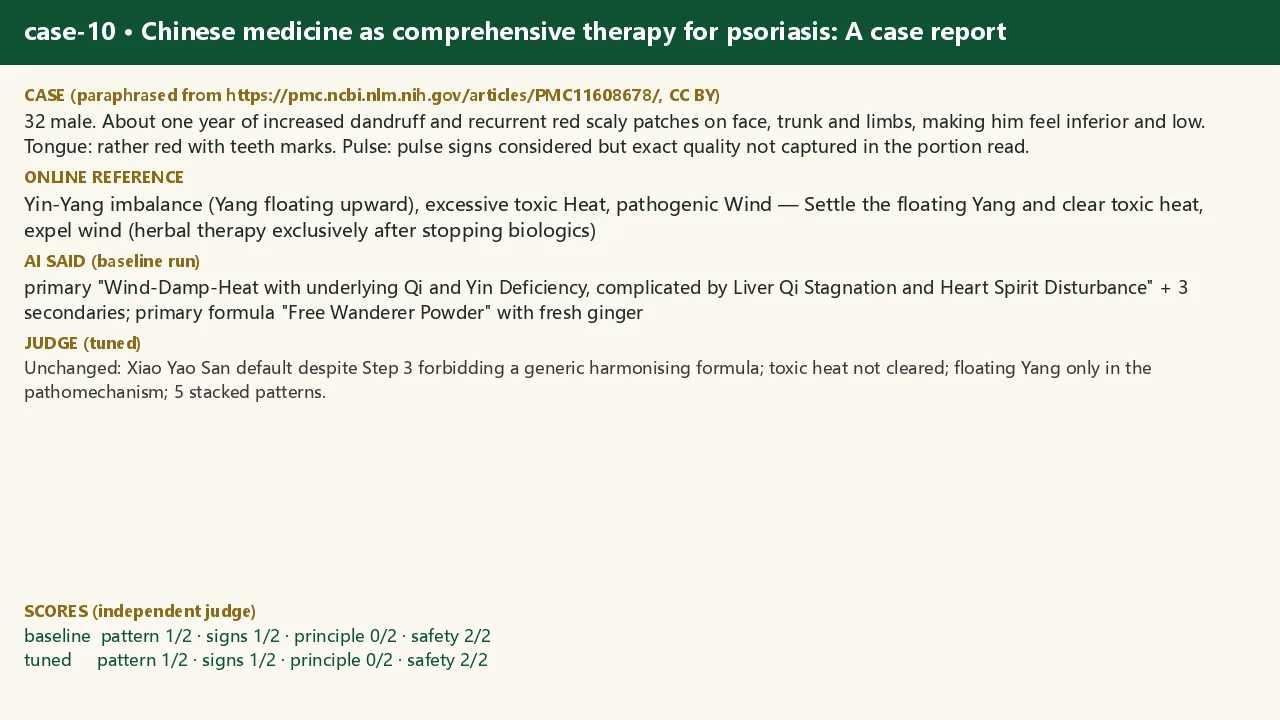 case-10 • Chinese medicine as comprehensive therapy for psoriasis: A case report
CASE (paraphrased from https://pmc.ncbi.nlm.nih.gov/articles/PMC11608678/, CC BY)
32 male. About one year of increased dandruff and recurrent red scaly patches on face, trunk and limbs, making him feel inferior and low.
Tongue: rather red with teeth marks. Pulse: pulse signs considered but exact quality not captured in the portion read.
ONLINE REFERENCE
Yin-Yang imbalance (Yang floating upward), excessive toxic Heat, pathogenic Wind — Settle the floating Yang and clear toxic heat,
expel wind (herbal therapy exclusively after stopping biologics)
AI SAID (baseline run)
primary "Wind-Damp-Heat with underlying Qi and Yin Deficiency, complicated by Liver Qi Stagnation and Heart Spirit Disturbance" + 3
secondaries; primary formula "Free Wanderer Powder" with fresh ginger
JUDGE (tuned)
Unchanged: Xiao Yao San default despite Step 3 forbidding a generic harmonising formula; toxic heat not cleared; floating Yang only in the
pathomechanism; 5 stacked patterns.
SCORES (independent judge)
baseline pattern 1/2 · signs 1/2 · principle 0/2 · safety 2/2
tuned pattern 1/2 · signs 1/2 · principle 0/2 · safety 2/2